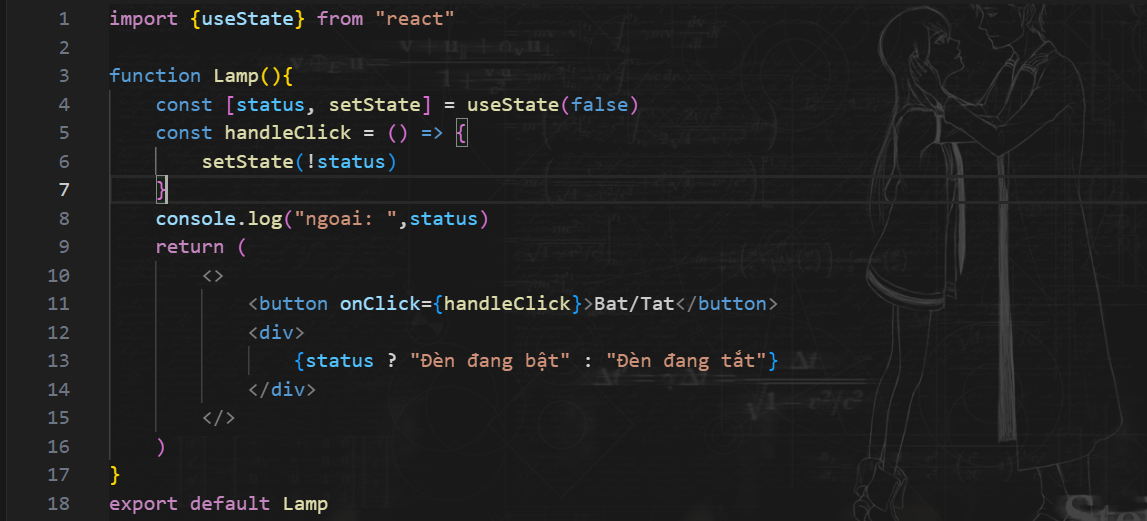 1 import {useState} from "react"
2
3 function Lamp(){
4 const [status, setState] = useState(false)
5 const handleClick = () => {
6 setState(!status)
7 }
8 console.log("ngoai: ",status)
9 return (
10 <>
11 <button onClick={handleClick}>Bat/Tat</button>
12 <div>
13 {status ? "Đèn đang bật" : "Đèn đang tắt"}
14 </div>
15 </>
16 )
17 }
18 export default Lamp